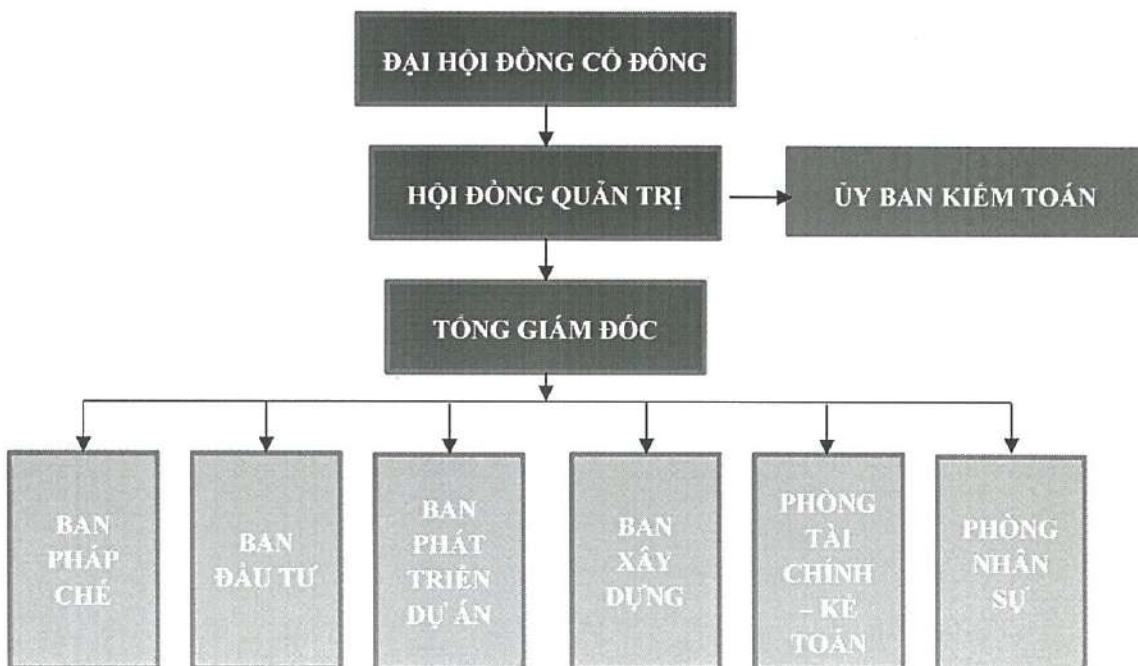 ĐẠI HỘI ĐỒNG CỔ ĐÔNG
HỘI ĐỒNG QUẢN TRỊ
ỦY BAN KIỂM TOÁN
TỔNG GIÁM ĐỐC
BAN
PHÁP
CHẾ
BAN
ĐẦU TƯ
BAN
PHÁT
TRIỂN
DỰ ÁN
BAN
XÂY
DỰNG
PHÒNG
TÀI
CHÍNH
– KẾ
TOÁN
PHÒNG
NHÂN
SỰ